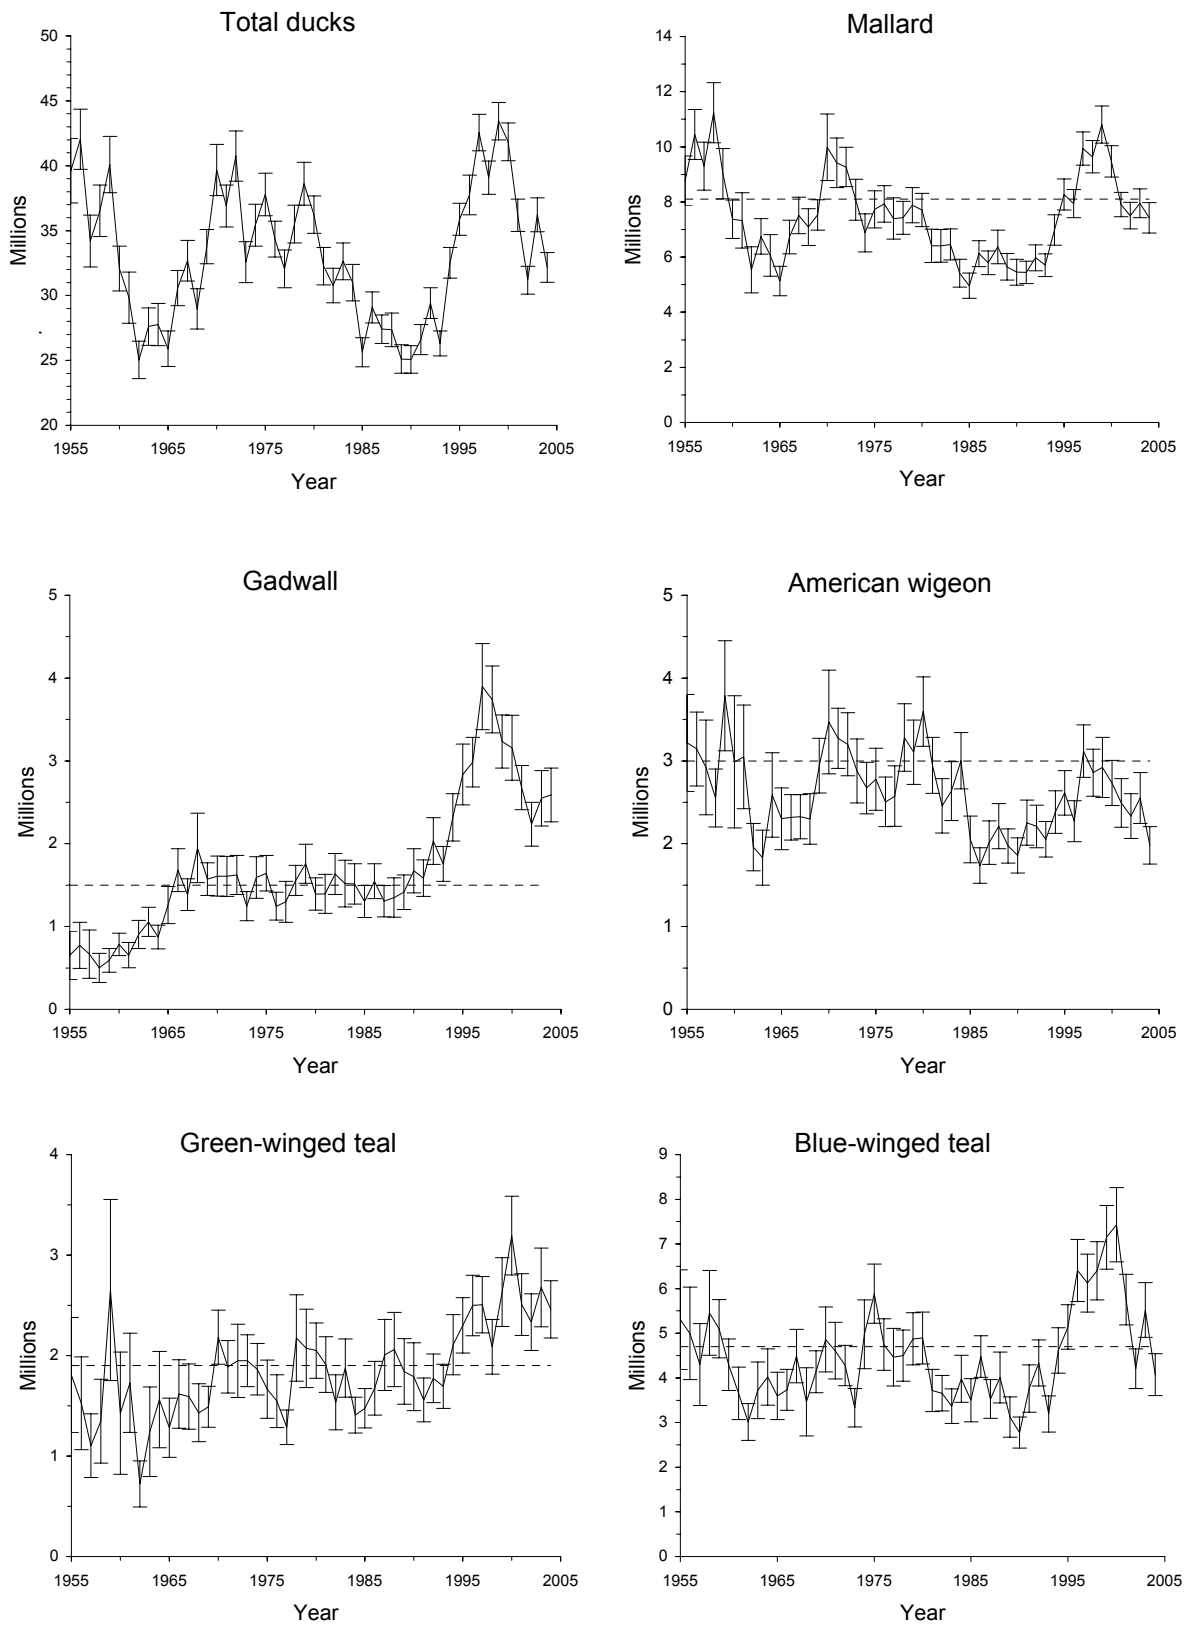 Total ducks
50
45
40
35
30
25
20
Millions
1955 1965 1975 1985 1995 2005
Year
Mallard
14
12
10
8
6
4
2
0
Millions
1955 1965 1975 1985 1995 2005
Year
Gadwall
5
4
3
2
1
0
Millions
1955 1965 1975 1985 1995 2005
Year
American wigeon
5
4
3
2
1
0
Millions
1955 1965 1975 1985 1995 2005
Year
Green-winged teal
4
3
2
1
0
Millions
1955 1965 1975 1985 1995 2005
Year
Blue-winged teal
9
8
7
6
5
4
3
2
1
0
Millions
1955 1965 1975 1985 1995 2005
Year